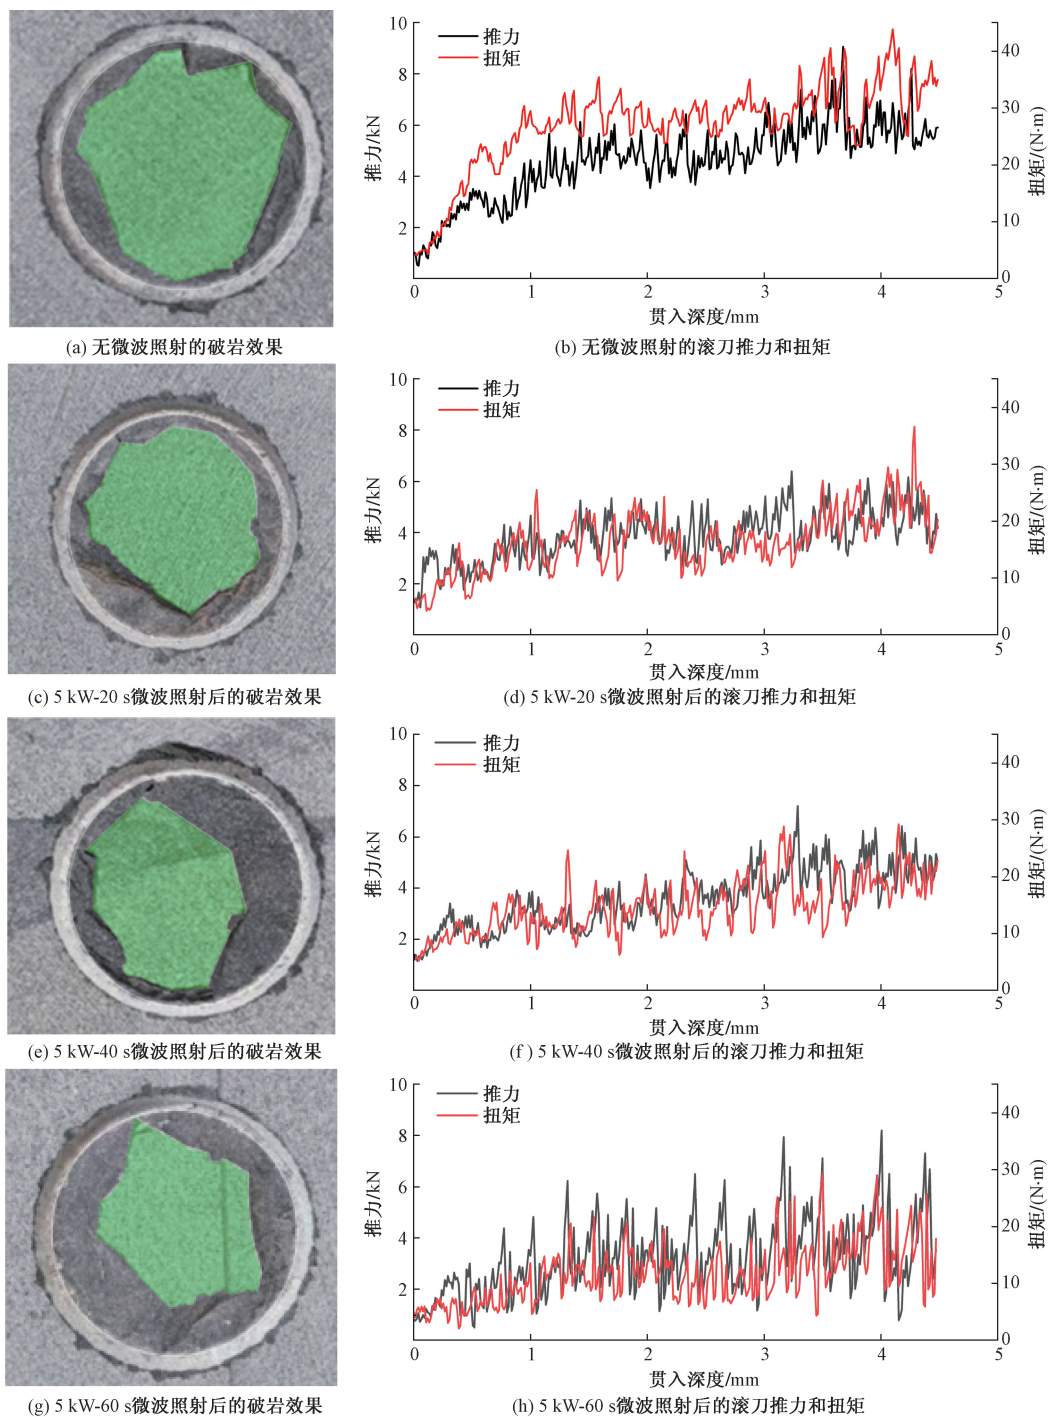 10
8
6
4
2
推力/kN
推力
扭矩
40
30
20
10
0
扭矩/(N·m)
0 1 2 3 4 5
贯入深度/mm
(a) 无微波照射的破岩效果
(b) 无微波照射的滚刀推力和扭矩
10
8
6
4
2
推力/kN
推力
扭矩
40
30
20
10
0
扭矩/(N·m)
0 1 2 3 4 5
贯入深度/mm
(c) 5 kW-20 s微波照射后的破岩效果
(d) 5 kW-20 s微波照射后的滚刀推力和扭矩
10
8
6
4
2
推力/kN
推力
扭矩
40
30
20
10
0
扭矩/(N·m)
0 1 2 3 4 5
贯入深度/mm
(e) 5 kW-40 s微波照射后的破岩效果
(f ) 5 kW-40 s微波照射后的滚刀推力和扭矩
10
8
6
4
2
推力/kN
推力
扭矩
40
30
20
10
0
扭矩/(N·m)
0 1 2 3 4 5
贯入深度/mm
(g) 5 kW-60 s微波照射后的破岩效果
(h) 5 kW-60 s微波照射后的滚刀推力和扭矩